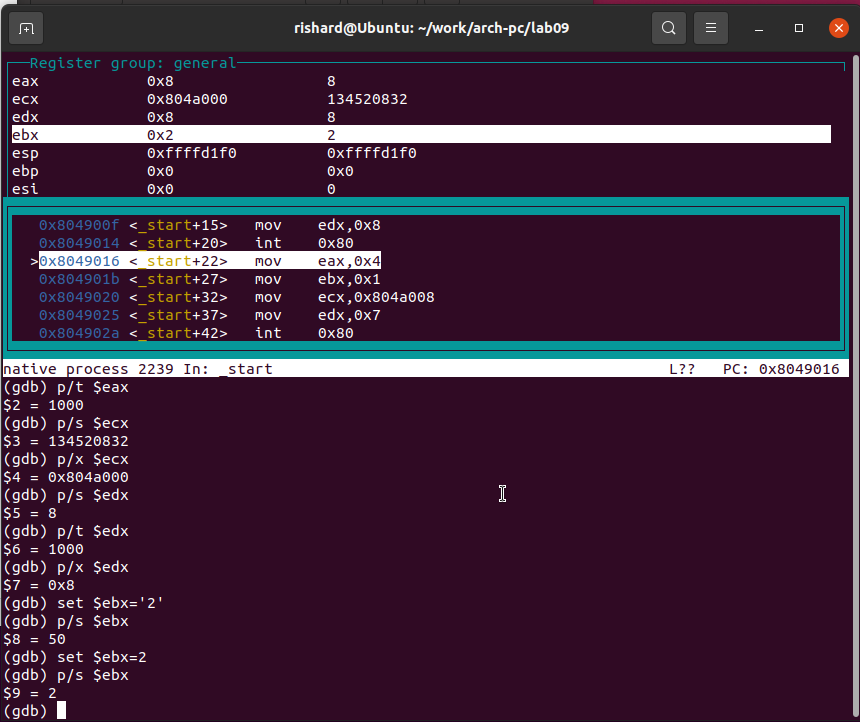 rishard@Ubuntu: ~/work/arch-pc/lab09
Register group: general
eax 0x8 8
ecx 0x804a000 134520832
edx 0x8 8
ebx 0x2 2
esp 0xffffd1f0 0xffffd1f0
ebp 0x0 0x0
esi 0x0 0
0x804900f <_start+15> mov edx,0x8
0x8049014 <_start+20> int 0x80
>0x8049016 <_start+22> mov eax,0x4
0x804901b <_start+27> mov ebx,0x1
0x8049020 <_start+32> mov ecx,0x804a008
0x8049025 <_start+37> mov edx,0x7
0x804902a <_start+42> int 0x80
native process 2239 In: _start L?? PC: 0x8049016
(gdb) p/t $eax
$2 = 1000
(gdb) p/s $ecx
$3 = 134520832
(gdb) p/x $ecx
$4 = 0x804a000
(gdb) p/s $edx
$5 = 8
(gdb) p/t $edx
$6 = 1000
(gdb) p/x $edx
$7 = 0x8
(gdb) set $ebx='2'
(gdb) p/s $ebx
$8 = 50
(gdb) set $ebx=2
(gdb) p/s $ebx
$9 = 2
(gdb)